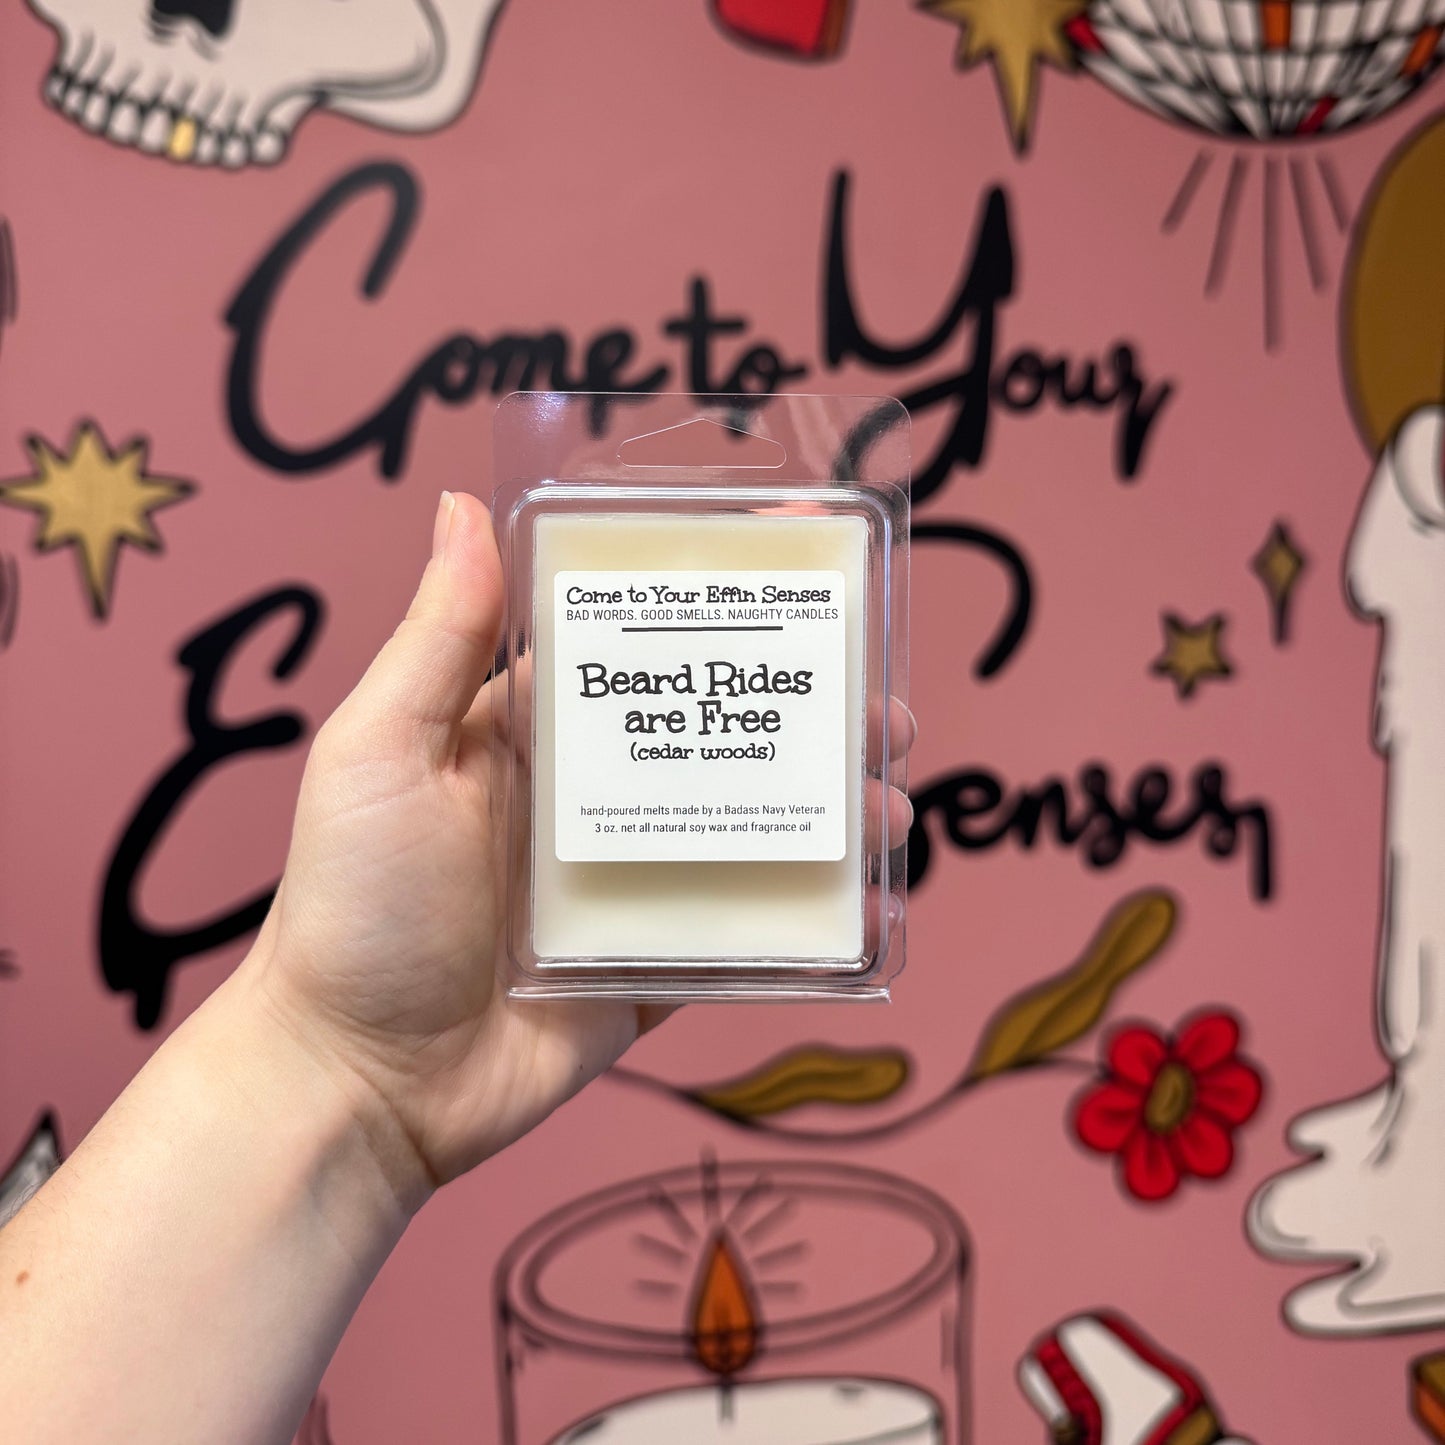 Come to Your
E
enses,
Come to Your Effin Senses
BAD WORDS. GOOD SMELLS. NAUGHTY CANDLES
Beard Rides
are Free
(cedar woods)
hand-poured melts made by a Badass Navy Veteran
3 oz. net all natural soy wax and fragrance oil